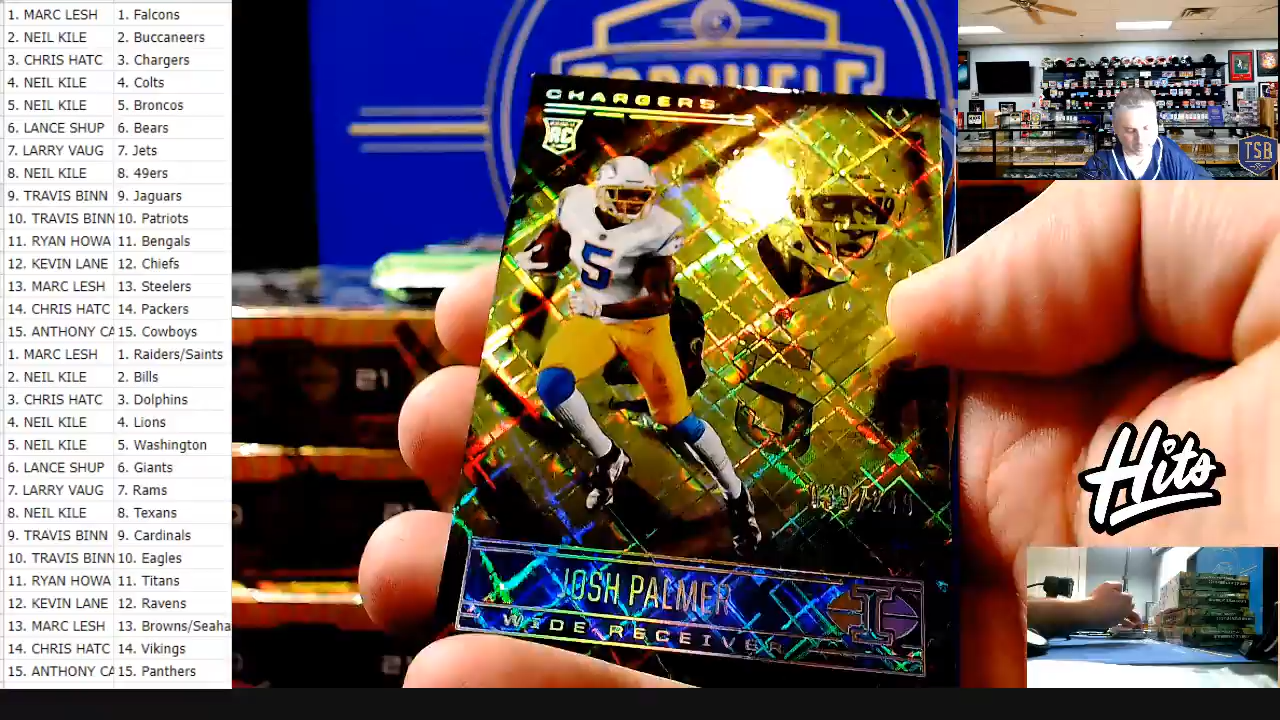 1. MARC LESH 1. Falcons
2. NEIL KILE 2. Buccaneers
3. CHRIS HATC 3. Chargers
4. NEIL KILE 4. Colts
5. NEIL KILE 5. Broncos
6. LANCE SHUP 6. Bears
7. LARRY VAUG 7. Jets
8. NEIL KILE 8. 49ers
9. TRAVIS BINN 9. Jaguars
10. TRAVIS BINN 10. Patriots
11. RYAN HOWA 11. Bengals
12. KEVIN LANE 12. Chiefs
13. MARC LESH 13. Steelers
14. CHRIS HATC 14. Packers
15. ANTHONY CA 15. Cowboys
1. MARC LESH 1. Raiders/Saints
2. NEIL KILE 2. Bills
3. CHRIS HATC 3. Dolphins
4. NEIL KILE 4. Lions
5. NEIL KILE 5. Washington
6. LANCE SHUP 6. Giants
7. LARRY VAUG 7. Rams
8. NEIL KILE 8. Texans
9. TRAVIS BINN 9. Cardinals
10. TRAVIS BINN 10. Eagles
11. RYAN HOWA 11. Titans
12. KEVIN LANE 12. Ravens
13. MARC LESH 13. Browns/Seaha
14. CHRIS HATC 14. Vikings
15. ANTHONY CA 15. Panthers
CHARGERS
RC
5
5
JOSH PALMER
WIDE RECEIVER
21
TSB
Hits